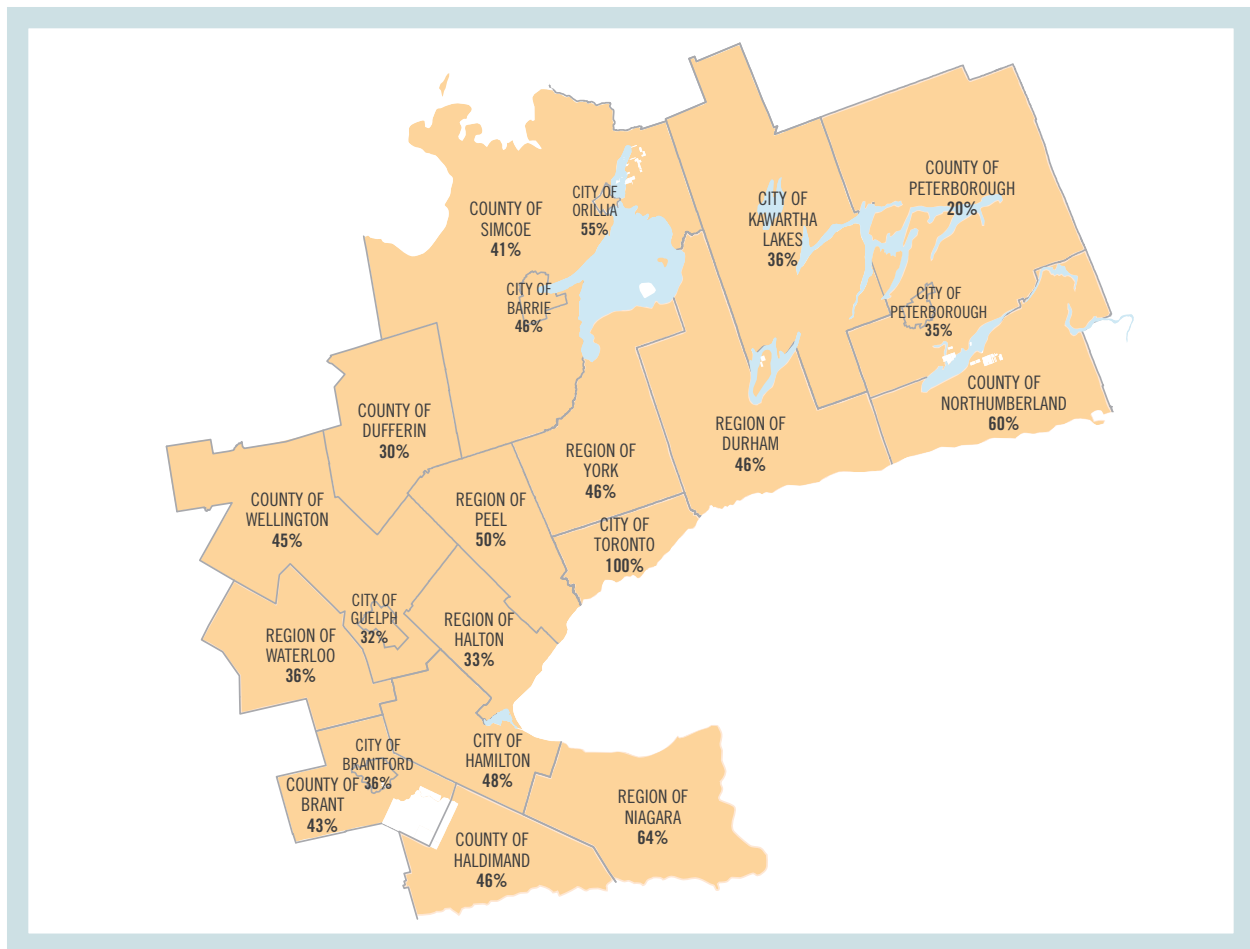 COUNTY OF
PETERBOROUGH
20%
CITY OF
ORILLIA
55%
COUNTY OF
SIMCOE
41%
CITY OF
KAWARTHA
LAKES
36%
CITY OF
BARRIE
46%
CITY OF
PETERBOROUGH
35%
COUNTY OF
NORTHUMBERLAND
60%
COUNTY OF
DUFFERIN
30%
REGION OF
DURHAM
46%
REGION OF
YORK
46%
COUNTY OF
WELLINGTON
45%
REGION OF
PEEL
50%
CITY OF
TORONTO
100%
CITY OF
GUELPH
32%
REGION OF
HALTON
33%
REGION OF
WATERLOO
36%
CITY OF
HAMILTON
48%
CITY OF
BRANTFORD
36%
COUNTY OF
BRANT
43%
REGION OF
NIAGARA
64%
COUNTY OF
HALDIMAND
46%